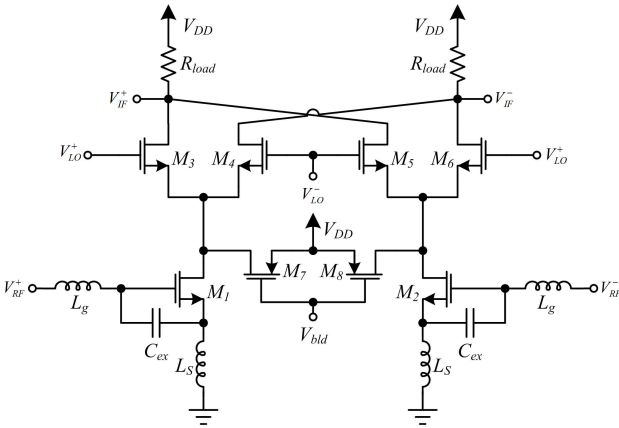 V_DD V_DD
R_load R_load
V_IF^+ V_IF^-
V_LO^+ M_3 M_4 M_5 M_6 V_LO^+
V_LO^-
V_DD
V_RF^+ M_1 M_7 M_8 M_2 V_RF^-
L_g L_g
V_bld
C_ex C_ex
L_S L_S